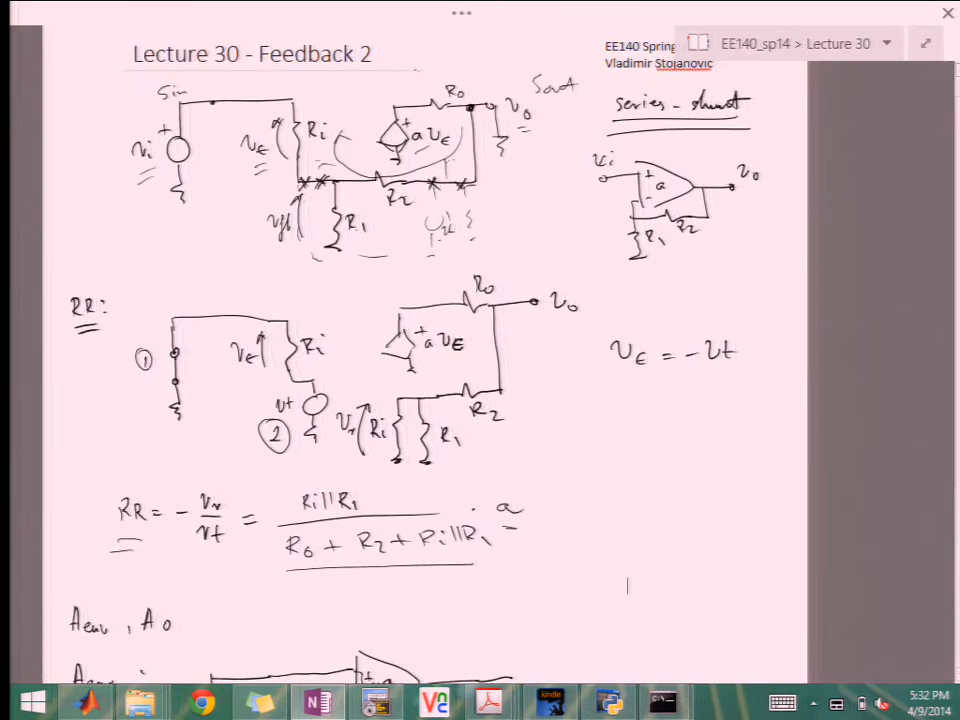 Lecture 30 - Feedback 2
EE140 Spring
Vladimir Stojanovic
EE140_sp14 > Lecture 30
series - shunt
Sin
Ro
vo
Sout
vi
vε
Ri
+
a vε
R2
vfb
R1
vi
+
a
-
vo
R1
R2
RR:
①
vε
Ri
+
a vε
Ro
vo
vε = - vt
vt
②
vr
Ri
R1
R2
RR = - vr/vt = Ri||R1 / (Ro + R2 + Ri||R1) · a
A∞ , Ao
5:32 PM
4/9/2014